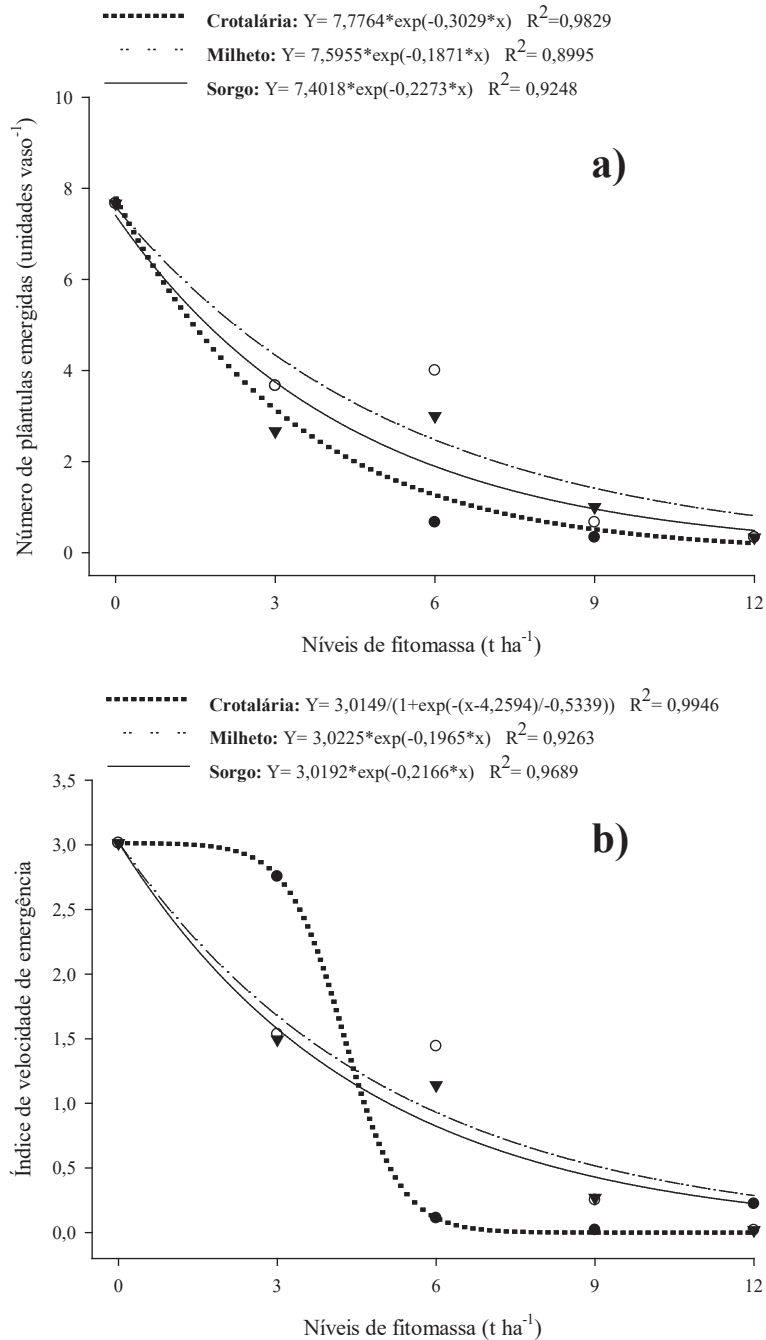 Crotalária: Y= 7,7764*exp(-0,3029*x) R²=0,9829
Milheto: Y= 7,5955*exp(-0,1871*x) R²= 0,8995
Sorgo: Y= 7,4018*exp(-0,2273*x) R²= 0,9248
a)
Número de plântulas emergidas (unidades vaso⁻¹)
10
8
6
4
2
0
0 3 6 9 12
Níveis de fitomassa (t ha⁻¹)
Crotalária: Y= 3,0149/(1+exp(-(x-4,2594)/-0,5339)) R²= 0,9946
Milheto: Y= 3,0225*exp(-0,1965*x) R²= 0,9263
Sorgo: Y= 3,0192*exp(-0,2166*x) R²= 0,9689
b)
Índice de velocidade de emergência
3,5
3,0
2,5
2,0
1,5
1,0
0,5
0,0
0 3 6 9 12
Níveis de fitomassa (t ha⁻¹)